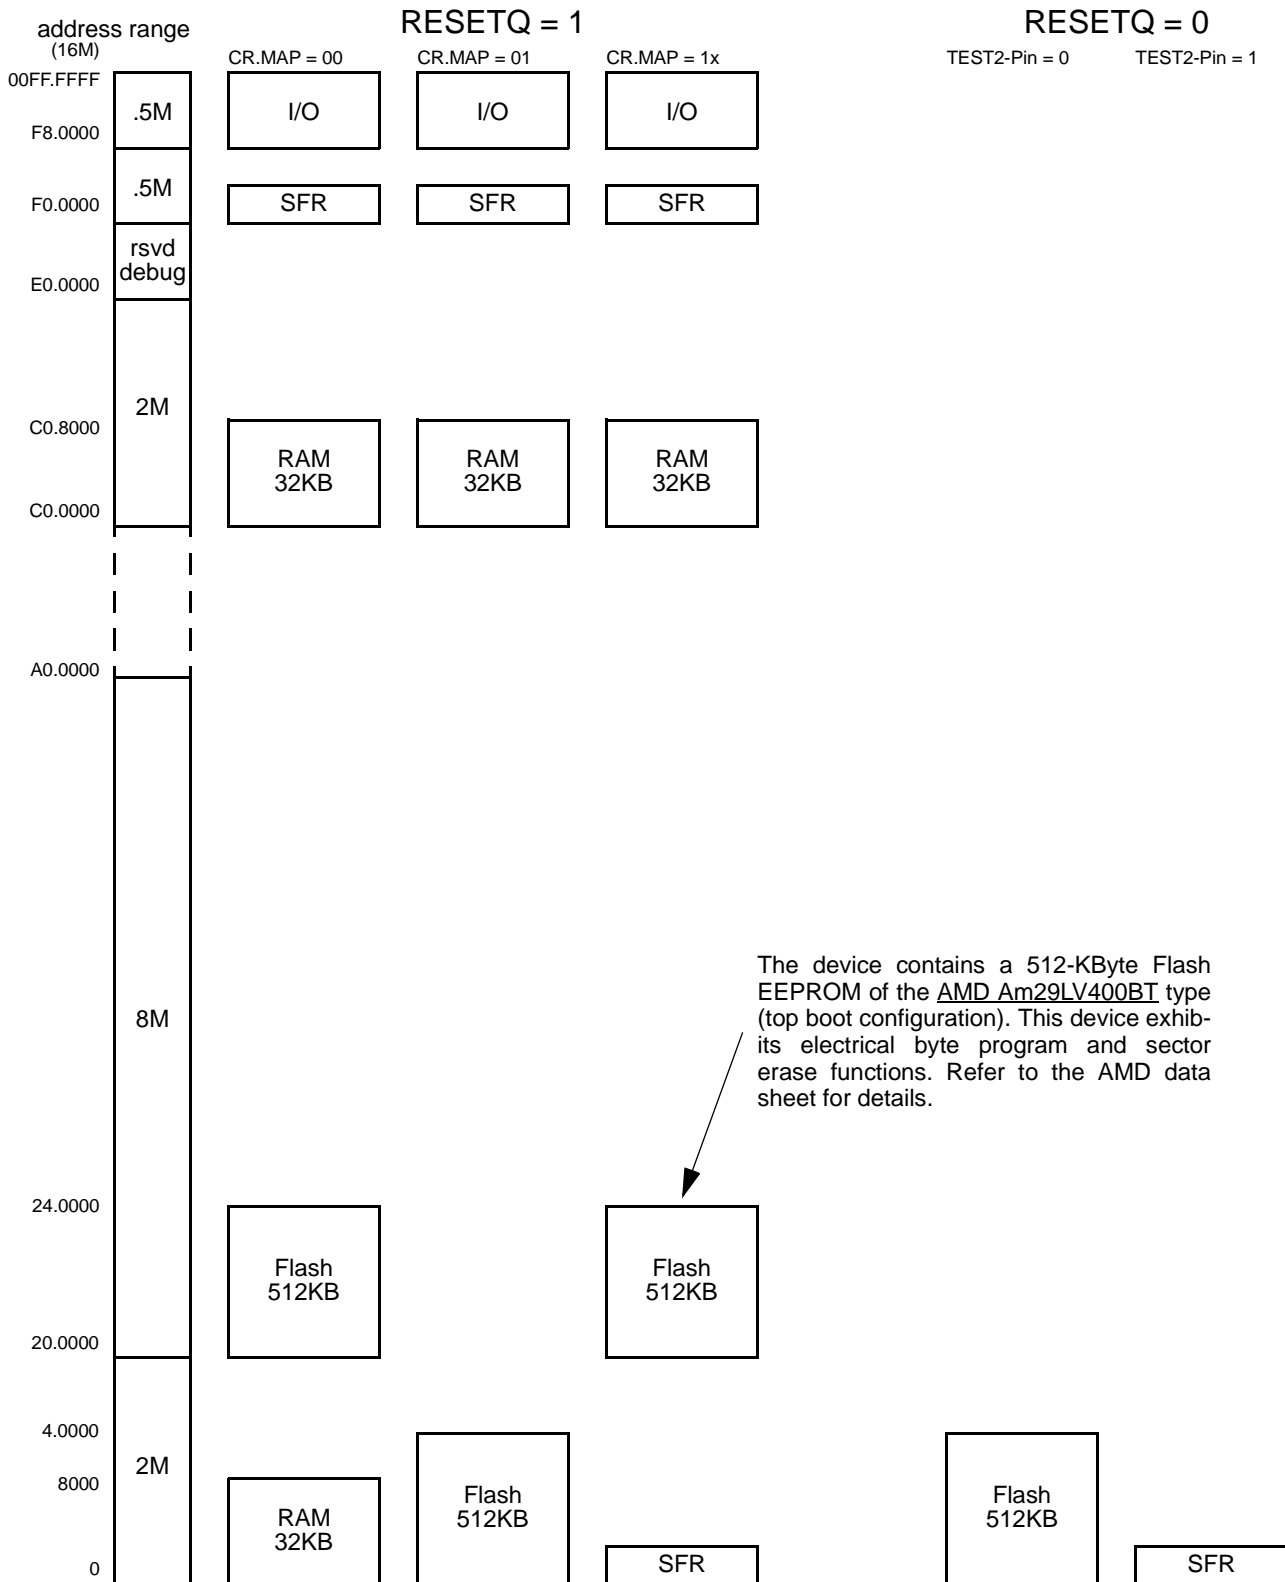 address range
(16M)
RESETQ = 1
RESETQ = 0
CR.MAP = 00
CR.MAP = 01
CR.MAP = 1x
TEST2-Pin = 0
TEST2-Pin = 1
00FF.FFFF
.5M
I/O
I/O
I/O
F8.0000
.5M
SFR
SFR
SFR
F0.0000
rsvd
debug
E0.0000
2M
C0.8000
RAM
32KB
RAM
32KB
RAM
32KB
C0.0000
A0.0000
8M
The device contains a 512-KByte Flash
EEPROM of the AMD Am29LV400BT type
(top boot configuration). This device exhib-
its electrical byte program and sector
erase functions. Refer to the AMD data
sheet for details.
24.0000
Flash
512KB
Flash
512KB
20.0000
4.0000
2M
8000
RAM
32KB
Flash
512KB
SFR
Flash
512KB
SFR
0